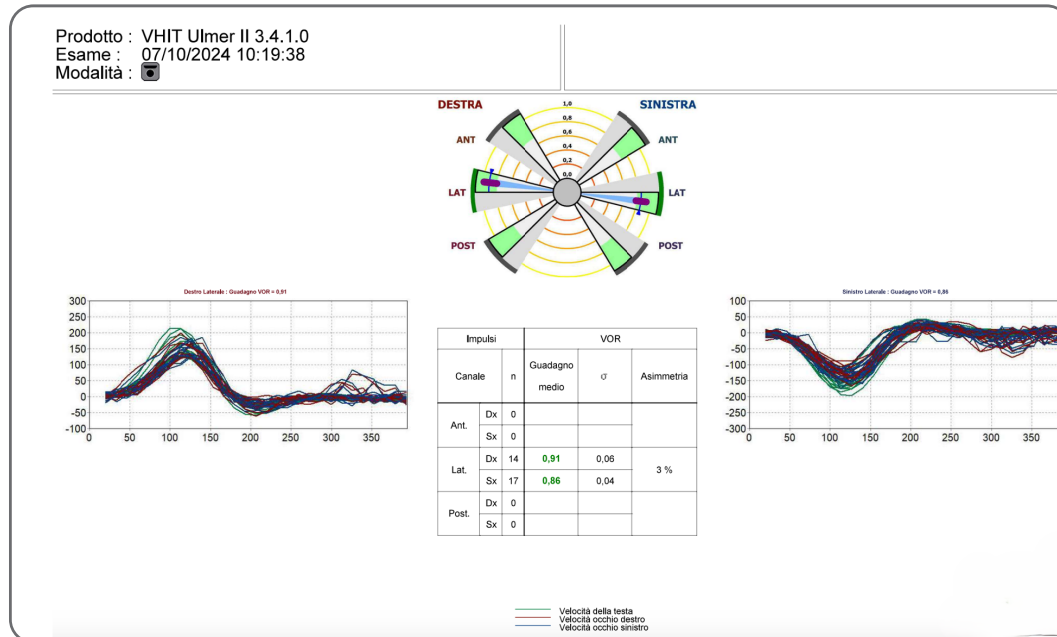 Prodotto : VHIT Ulmer II 3.4.1.0
Esame : 07/10/2024 10:19:38
Modalità :
DESTRA
SINISTRA
1,0
0,8
0,6
0,4
0,2
0,0
ANT
ANT
LAT
LAT
POST
POST
Destro Laterale : Guadagno VOR = 0,91
300
250
200
150
100
50
0
-50
-100
0 50 100 150 200 250 300 350
Impulsi VOR
Canale n Guadagno medio σ Asimmetria
Ant. Dx 0
Sx 0
Lat. Dx 14 0,91 0,06 3 %
Sx 17 0,86 0,04
Post. Dx 0
Sx 0
Sinistro Laterale : Guadagno VOR = 0,86
100
50
0
-50
-100
-150
-200
-250
-300
0 50 100 150 200 250 300 350
Velocità della testa
Velocità occhio destro
Velocità occhio sinistro